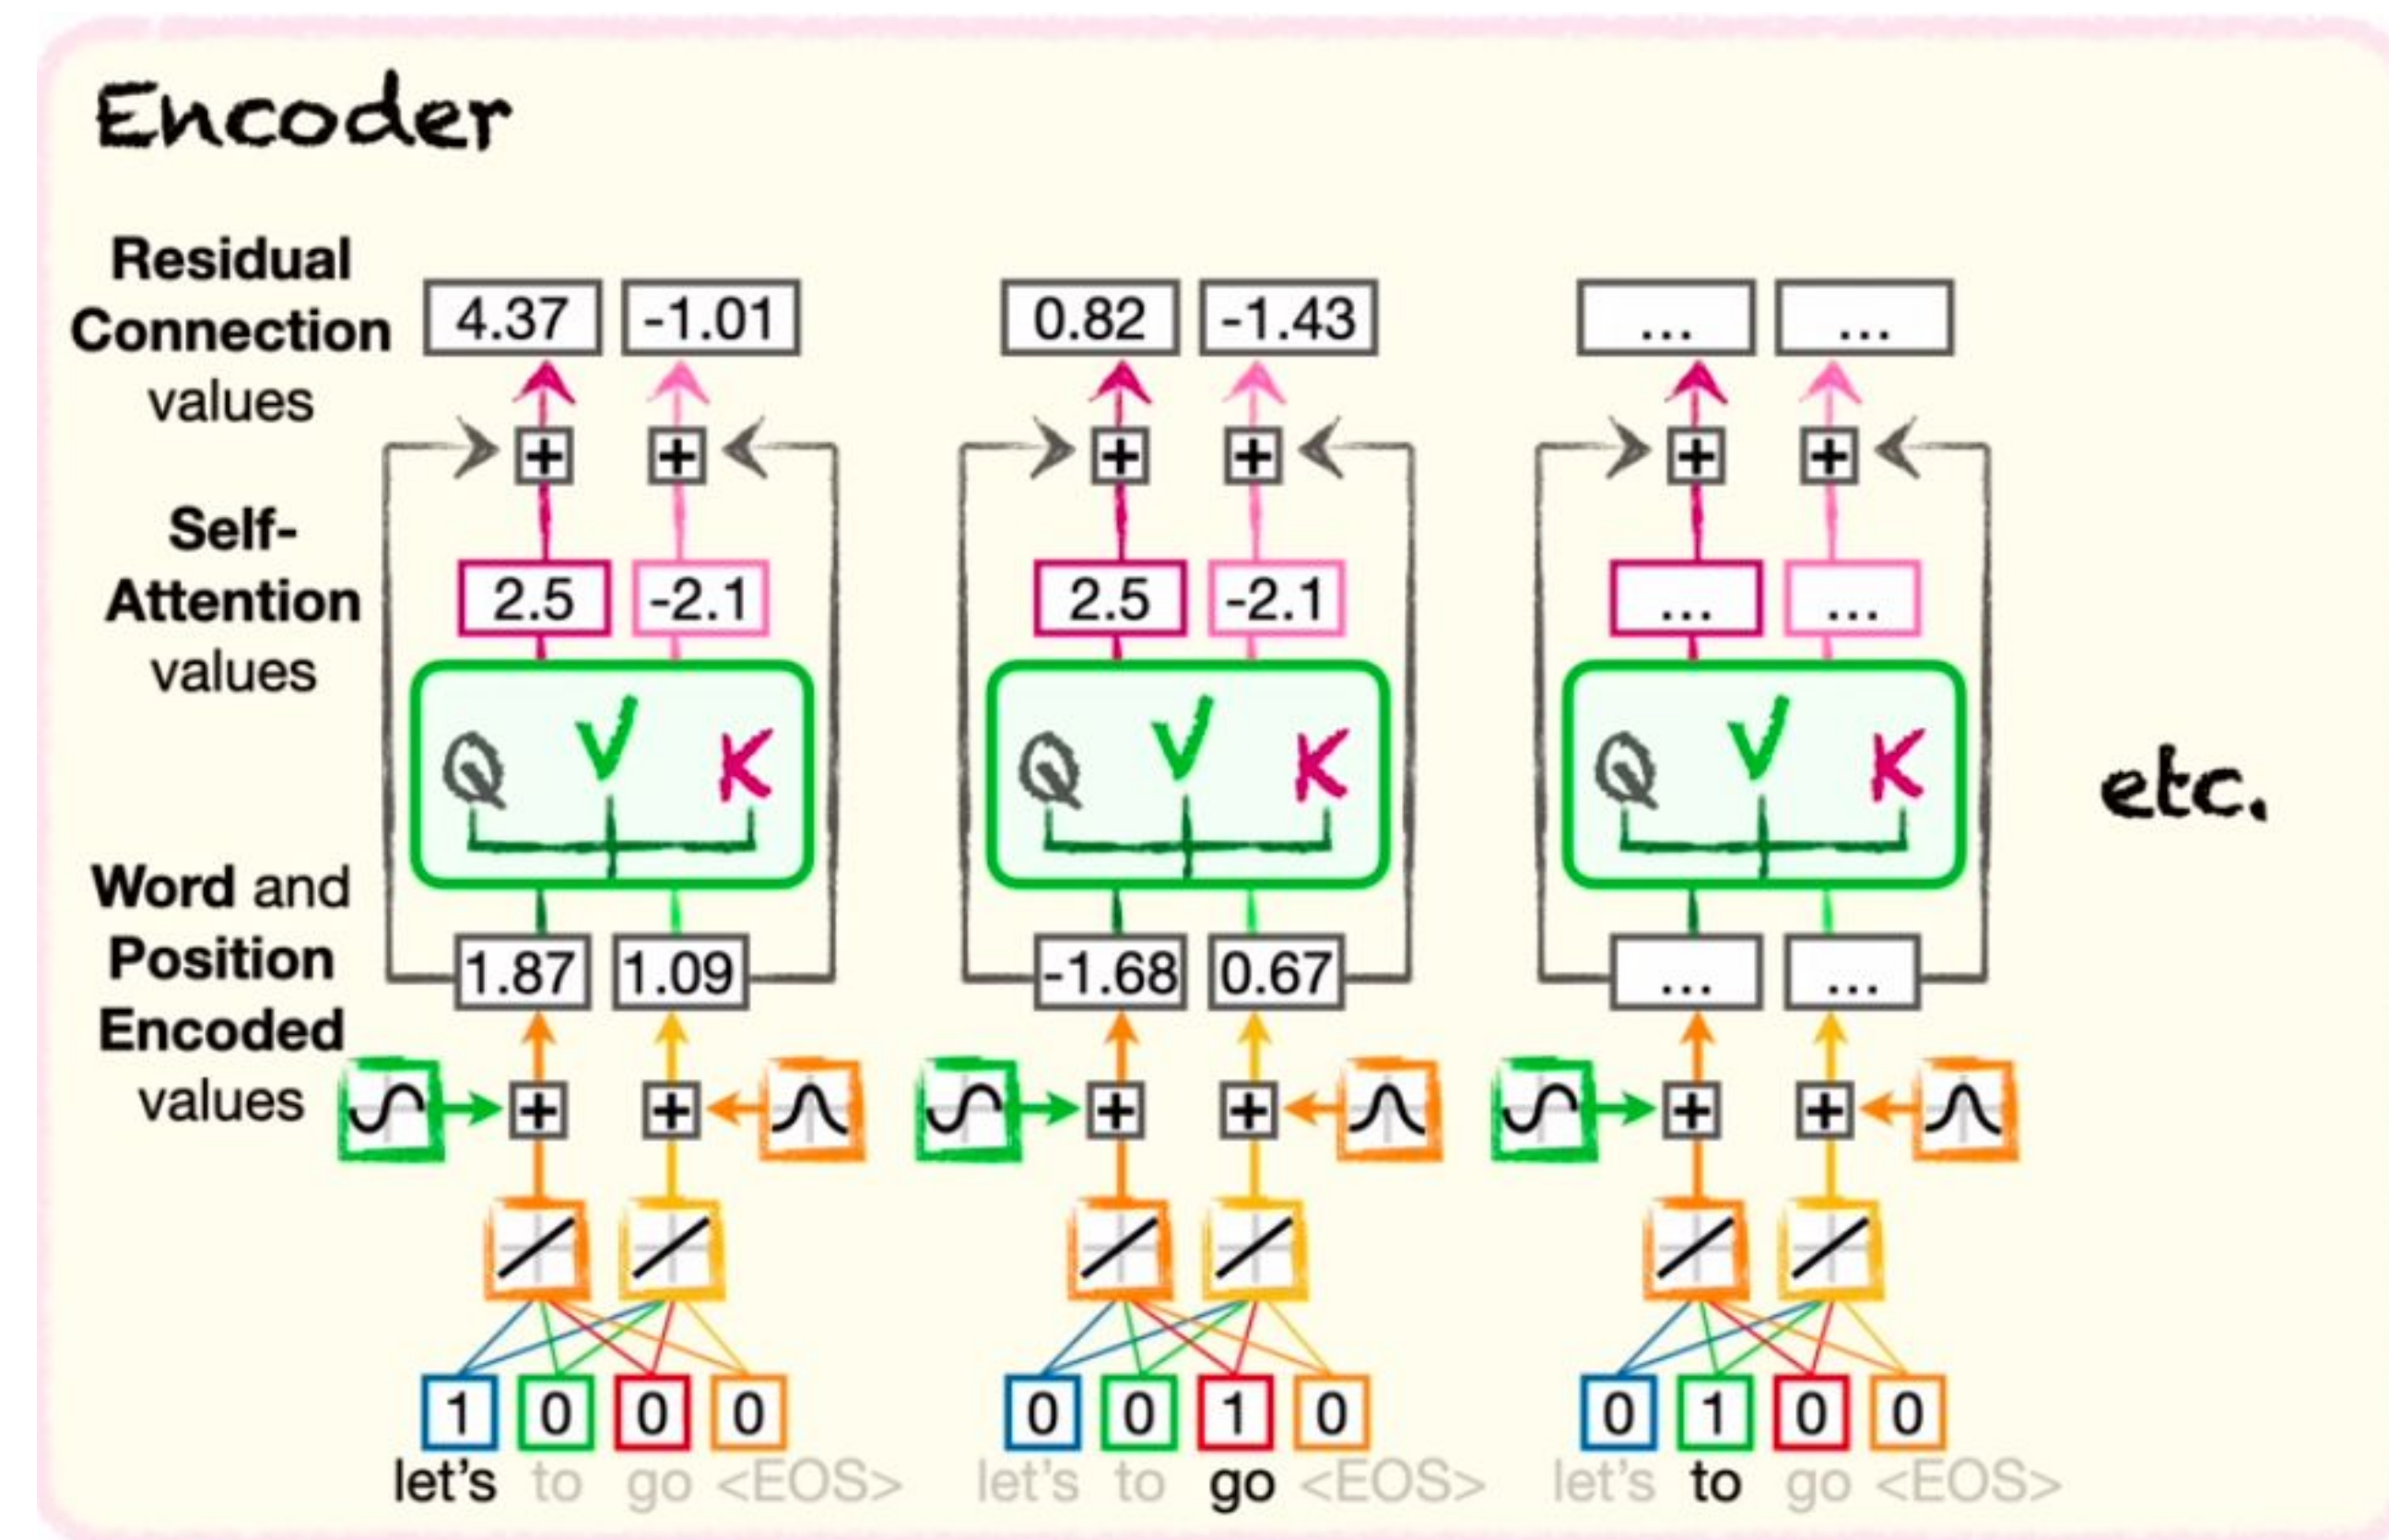 Encoder
Residual
Connection
values
4.37 -1.01 0.82 -1.43 ... ...
+ + + + + +
Self-
Attention
values
2.5 -2.1 2.5 -2.1 ... ...
Q V K Q V K Q V K
etc.
Word and
Position
Encoded
values
1.87 1.09 -1.68 0.67 ... ...
+ + + + + +
1 0 0 0 0 0 1 0 0 1 0 0
let's to go <EOS> let's to go <EOS> let's to go <EOS>